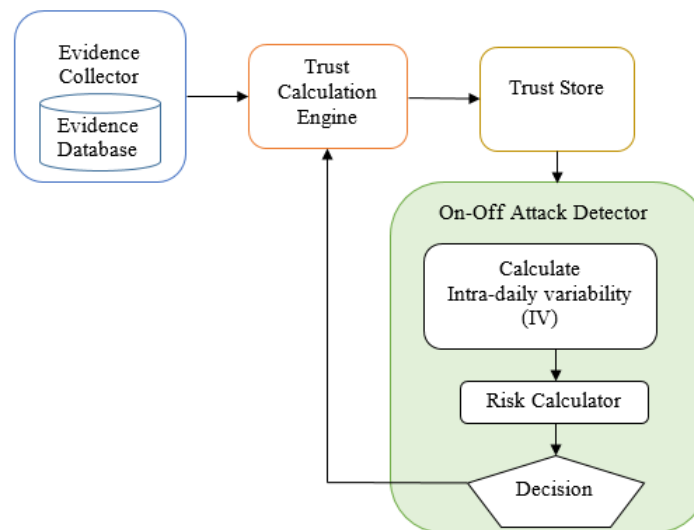 Evidence
Collector
Evidence
Database
Trust
Calculation
Engine
Trust Store
On-Off Attack Detector
Calculate
Intra-daily variability
(IV)
Risk Calculator
Decision